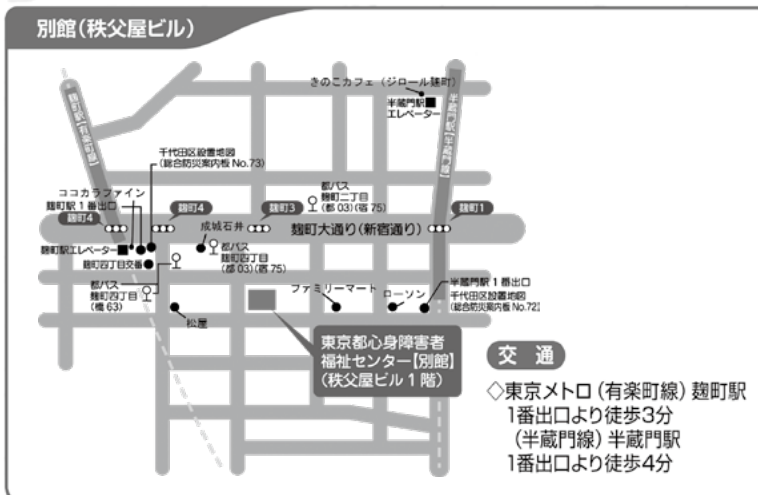 別館(秩父屋ビル)
きのこカフェ(ジロール麹町)
半蔵門駅
エレベーター
麹町駅【有楽町線】
半蔵門駅【半蔵門線】
千代田区設置地図
(総合防災案内板 No.73)
ココカラファイン
麹町駅 1 番出口
都バス
麹町二丁目
(都 03)(宿 75)
麹町4
麹町4
麹町3
麹町1
成城石井
麹町大通り(新宿通り)
麹町駅エレベーター
麹町四丁目交番
都バス
麹町四丁目
(都 03)(宿 75)
都バス
麹町四丁目
(橋 63)
ファミリーマート
ローソン
半蔵門駅 1 番出口
千代田区設置地図
(総合防災案内板 No.72)
松屋
東京都心身障害者
福祉センター【別館】
(秩父屋ビル 1 階)
交 通
◇東京メトロ(有楽町線)麹町駅
1番出口より徒歩3分
(半蔵門線)半蔵門駅
1番出口より徒歩4分